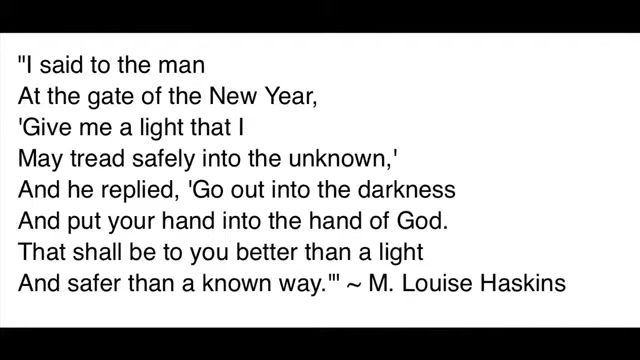 "I said to the man
At the gate of the New Year,
'Give me a light that I
May tread safely into the unknown,'
And he replied, 'Go out into the darkness
And put your hand into the hand of God.
That shall be to you better than a light
And safer than a known way.'" ~ M. Louise Haskins